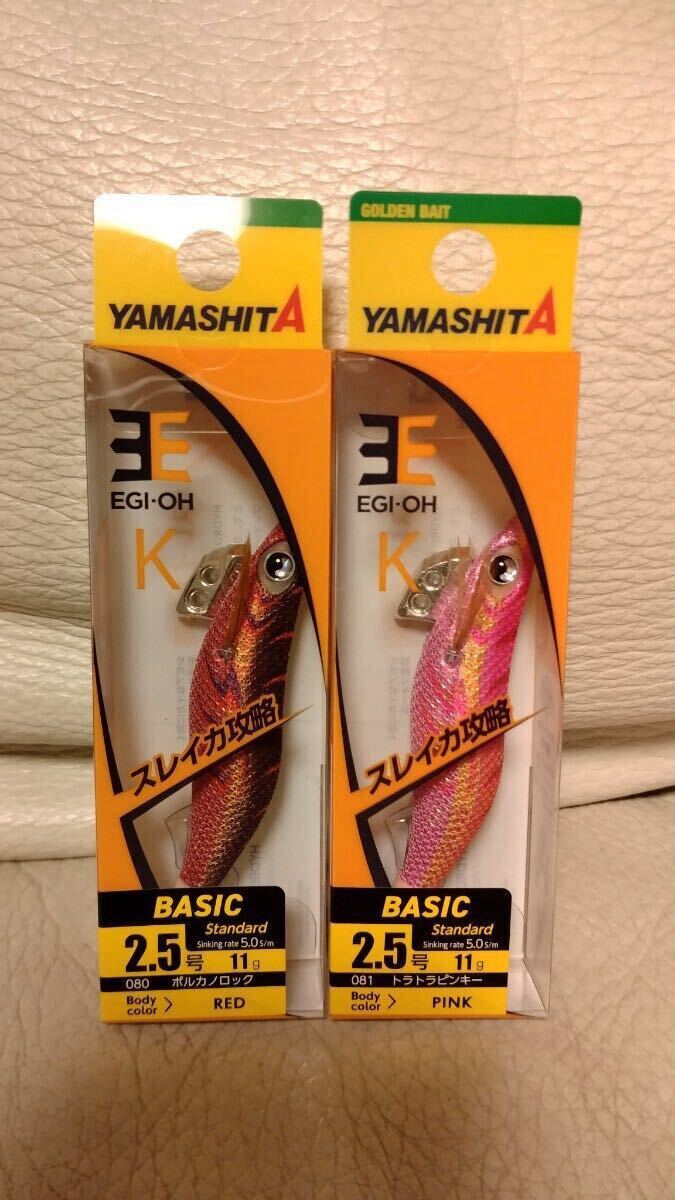 YAMASHITA
EGI-OH
K
スレイカ攻略
BASIC
Standard
Sinking rate 5.0 S/m
2.5号 11g
080 ボルカノロック
Body color > RED
GOLDEN BAIT
YAMASHITA
EGI-OH
K
スレイカ攻略
BASIC
Standard
Sinking rate 5.0 S/m
2.5号 11g
081 トラトラピンキー
Body color > PINK